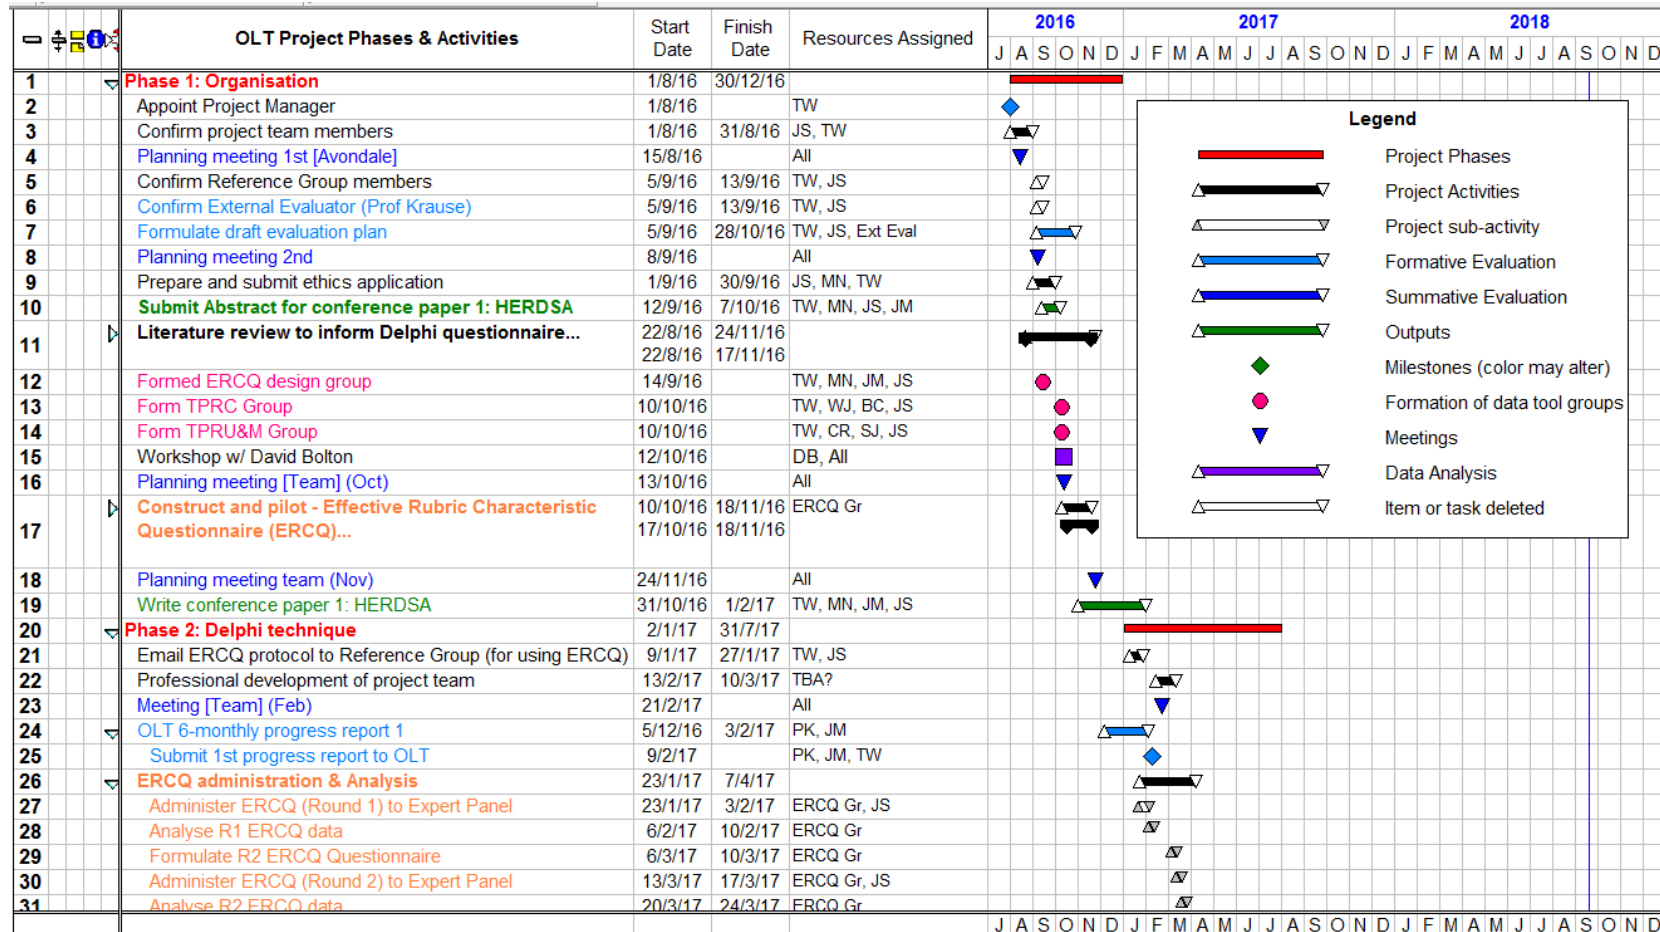 OLT Project Phases & Activities Start Date Finish Date Resources Assigned 2016 2017 2018
J A S O N D J F M A M J J A S O N D J F M A M J J A S O N D
1 Phase 1: Organisation 1/8/16 30/12/16
2 Appoint Project Manager 1/8/16 TW
3 Confirm project team members 1/8/16 31/8/16 JS, TW
4 Planning meeting 1st [Avondale] 15/8/16 All
5 Confirm Reference Group members 5/9/16 13/9/16 TW, JS
6 Confirm External Evaluator (Prof Krause) 5/9/16 13/9/16 TW, JS
7 Formulate draft evaluation plan 5/9/16 28/10/16 TW, JS, Ext Eval
8 Planning meeting 2nd 8/9/16 All
9 Prepare and submit ethics application 1/9/16 30/9/16 JS, MN, TW
10 Submit Abstract for conference paper 1: HERDSA 12/9/16 7/10/16 TW, MN, JS, JM
11 Literature review to inform Delphi questionnaire... 22/8/16 24/11/16
22/8/16 17/11/16
12 Formed ERCQ design group 14/9/16 TW, MN, JM, JS
13 Form TPRC Group 10/10/16 TW, WJ, BC, JS
14 Form TPRU&M Group 10/10/16 TW, CR, SJ, JS
15 Workshop w/ David Bolton 12/10/16 DB, All
16 Planning meeting [Team] (Oct) 13/10/16 All
17 Construct and pilot - Effective Rubric Characteristic 10/10/16 18/11/16 ERCQ Gr
Questionnaire (ERCQ)... 17/10/16 18/11/16
18 Planning meeting team (Nov) 24/11/16 All
19 Write conference paper 1: HERDSA 31/10/16 1/2/17 TW, MN, JM, JS
20 Phase 2: Delphi technique 2/1/17 31/7/17
21 Email ERCQ protocol to Reference Group (for using ERCQ) 9/1/17 27/1/17 TW, JS
22 Professional development of project team 13/2/17 10/3/17 TBA?
23 Meeting [Team] (Feb) 21/2/17 All
24 OLT 6-monthly progress report 1 5/12/16 3/2/17 PK, JM
25 Submit 1st progress report to OLT 9/2/17 PK, JM, TW
26 ERCQ administration & Analysis 23/1/17 7/4/17
27 Administer ERCQ (Round 1) to Expert Panel 23/1/17 3/2/17 ERCQ Gr, JS
28 Analyse R1 ERCQ data 6/2/17 10/2/17 ERCQ Gr
29 Formulate R2 ERCQ Questionnaire 6/3/17 10/3/17 ERCQ Gr
30 Administer ERCQ (Round 2) to Expert Panel 13/3/17 17/3/17 ERCQ Gr, JS
31 Analyse R2 ERCQ data 20/3/17 24/3/17 ERCQ Gr
Legend
Project Phases
Project Activities
Project sub-activity
Formative Evaluation
Summative Evaluation
Outputs
Milestones (color may alter)
Formation of data tool groups
Meetings
Data Analysis
Item or task deleted
J A S O N D J F M A M J J A S O N D J F M A M J J A S O N D